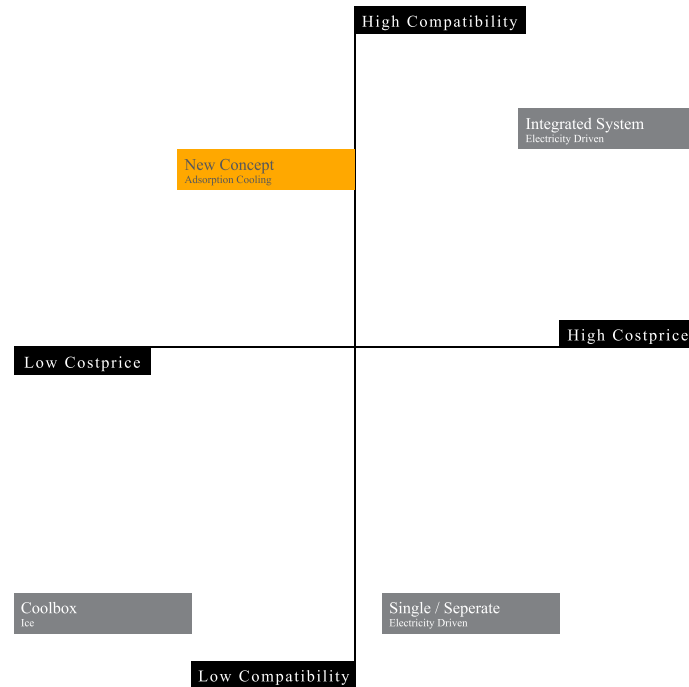 High Compatibility
Integrated System
Electricity Driven
New Concept
Adsorption Cooling
High Costprice
Low Costprice
Coolbox
Ice
Single / Seperate
Electricity Driven
Low Compatibility